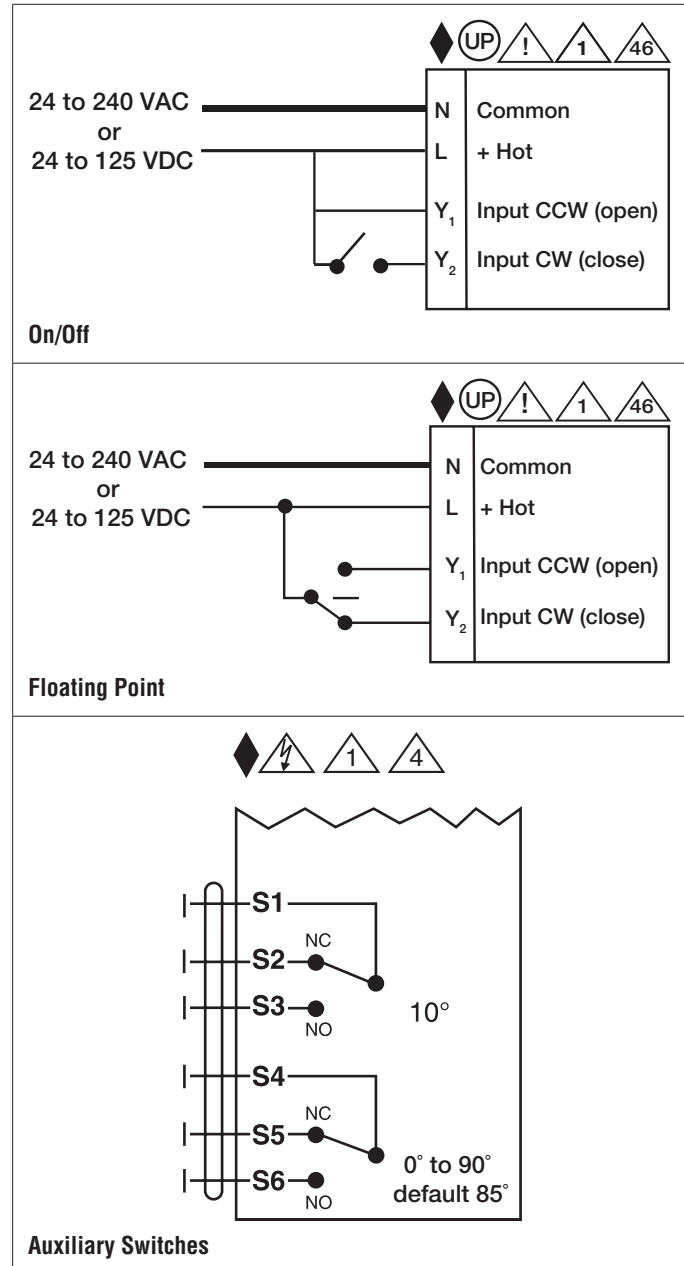 UP ! 1 46
24 to 240 VAC
or
24 to 125 VDC
N Common
L + Hot
Y1 Input CCW (open)
Y2 Input CW (close)
On/Off
UP ! 1 46
24 to 240 VAC
or
24 to 125 VDC
N Common
L + Hot
Y1 Input CCW (open)
Y2 Input CW (close)
Floating Point
1 4
S1
NC
S2
S3
NO
10°
S4
NC
S5
S6
NO
0° to 90°
default 85°
Auxiliary Switches